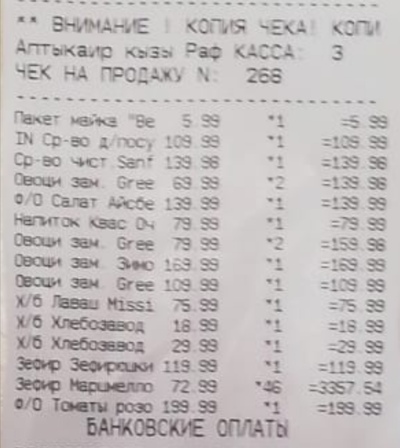 ** ВНИМАНИЕ ! КОПИЯ ЧЕКА! КОПИ
Аптыкаир кызы Раф КАССА: 3
ЧЕК НА ПРОДАЖУ N: 268
Пакет майка "Ве 5.99 *1 =5.99
IN Ср-во д/посу 109.99 *1 =109.99
Ср-во чист.Sanf 139.98 *1 =139.98
Овощи зам. Gree 69.99 *2 =139.98
Ф/О Салат Айсбе 139.99 *1 =139.99
Напиток Квас Оч 79.99 *1 =79.99
Овощи зам. Gree 79.99 *2 =159.98
Овощи зам. Зимо 169.99 *1 =169.99
Овощи зам. Gree 109.99 *1 =109.99
Х/б Лаваш Missi 75.99 *1 =75.99
Х/б Хлебозавод 18.99 *1 =18.99
Х/б Хлебозавод 29.99 *1 =29.99
Зефир Зефирюшки 119.99 *1 =119.99
Зефир Маршмелло 72.99 *46 =3357.54
Ф/О Томаты розо 199.99 *1 =199.99
БАНКОВСКИЕ ОПЛАТЫ